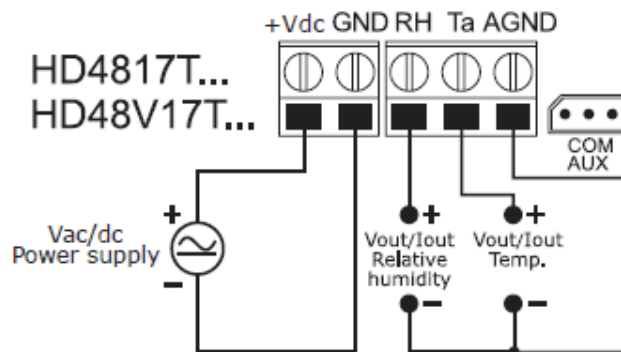 +Vdc GND RH Ta AGND
HD4817T...
HD48V17T...
COM
AUX
+
Vac/dc
Power supply
-
+
Vout/Iout
Relative
humidity
-
+
Vout/Iout
Temp.
-